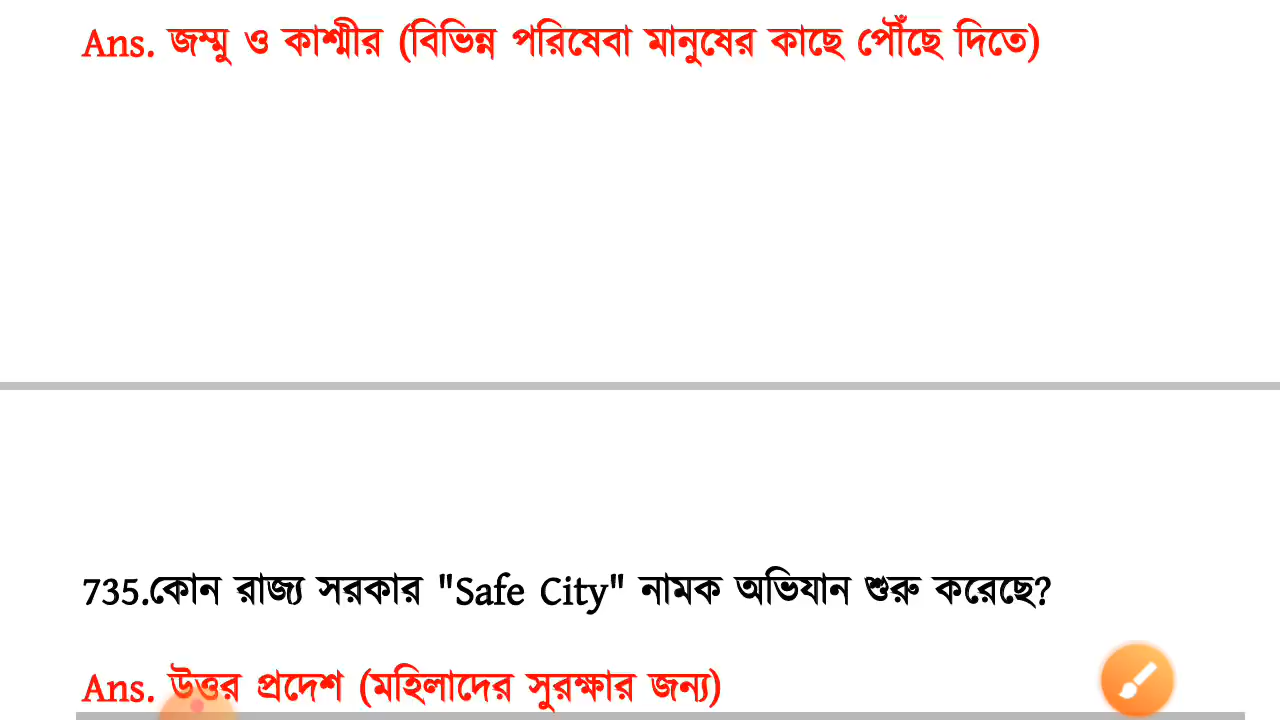 Ans. জম্মু ও কাশ্মীর (বিভিন্ন পরিষেবা মানুষের কাছে পৌঁছে দিতে)
735.কোন রাজ্য সরকার "Safe City" নামক অভিযান শুরু করেছে?
Ans. উত্তর প্রদেশ (মহিলাদের সুরক্ষার জন্য)